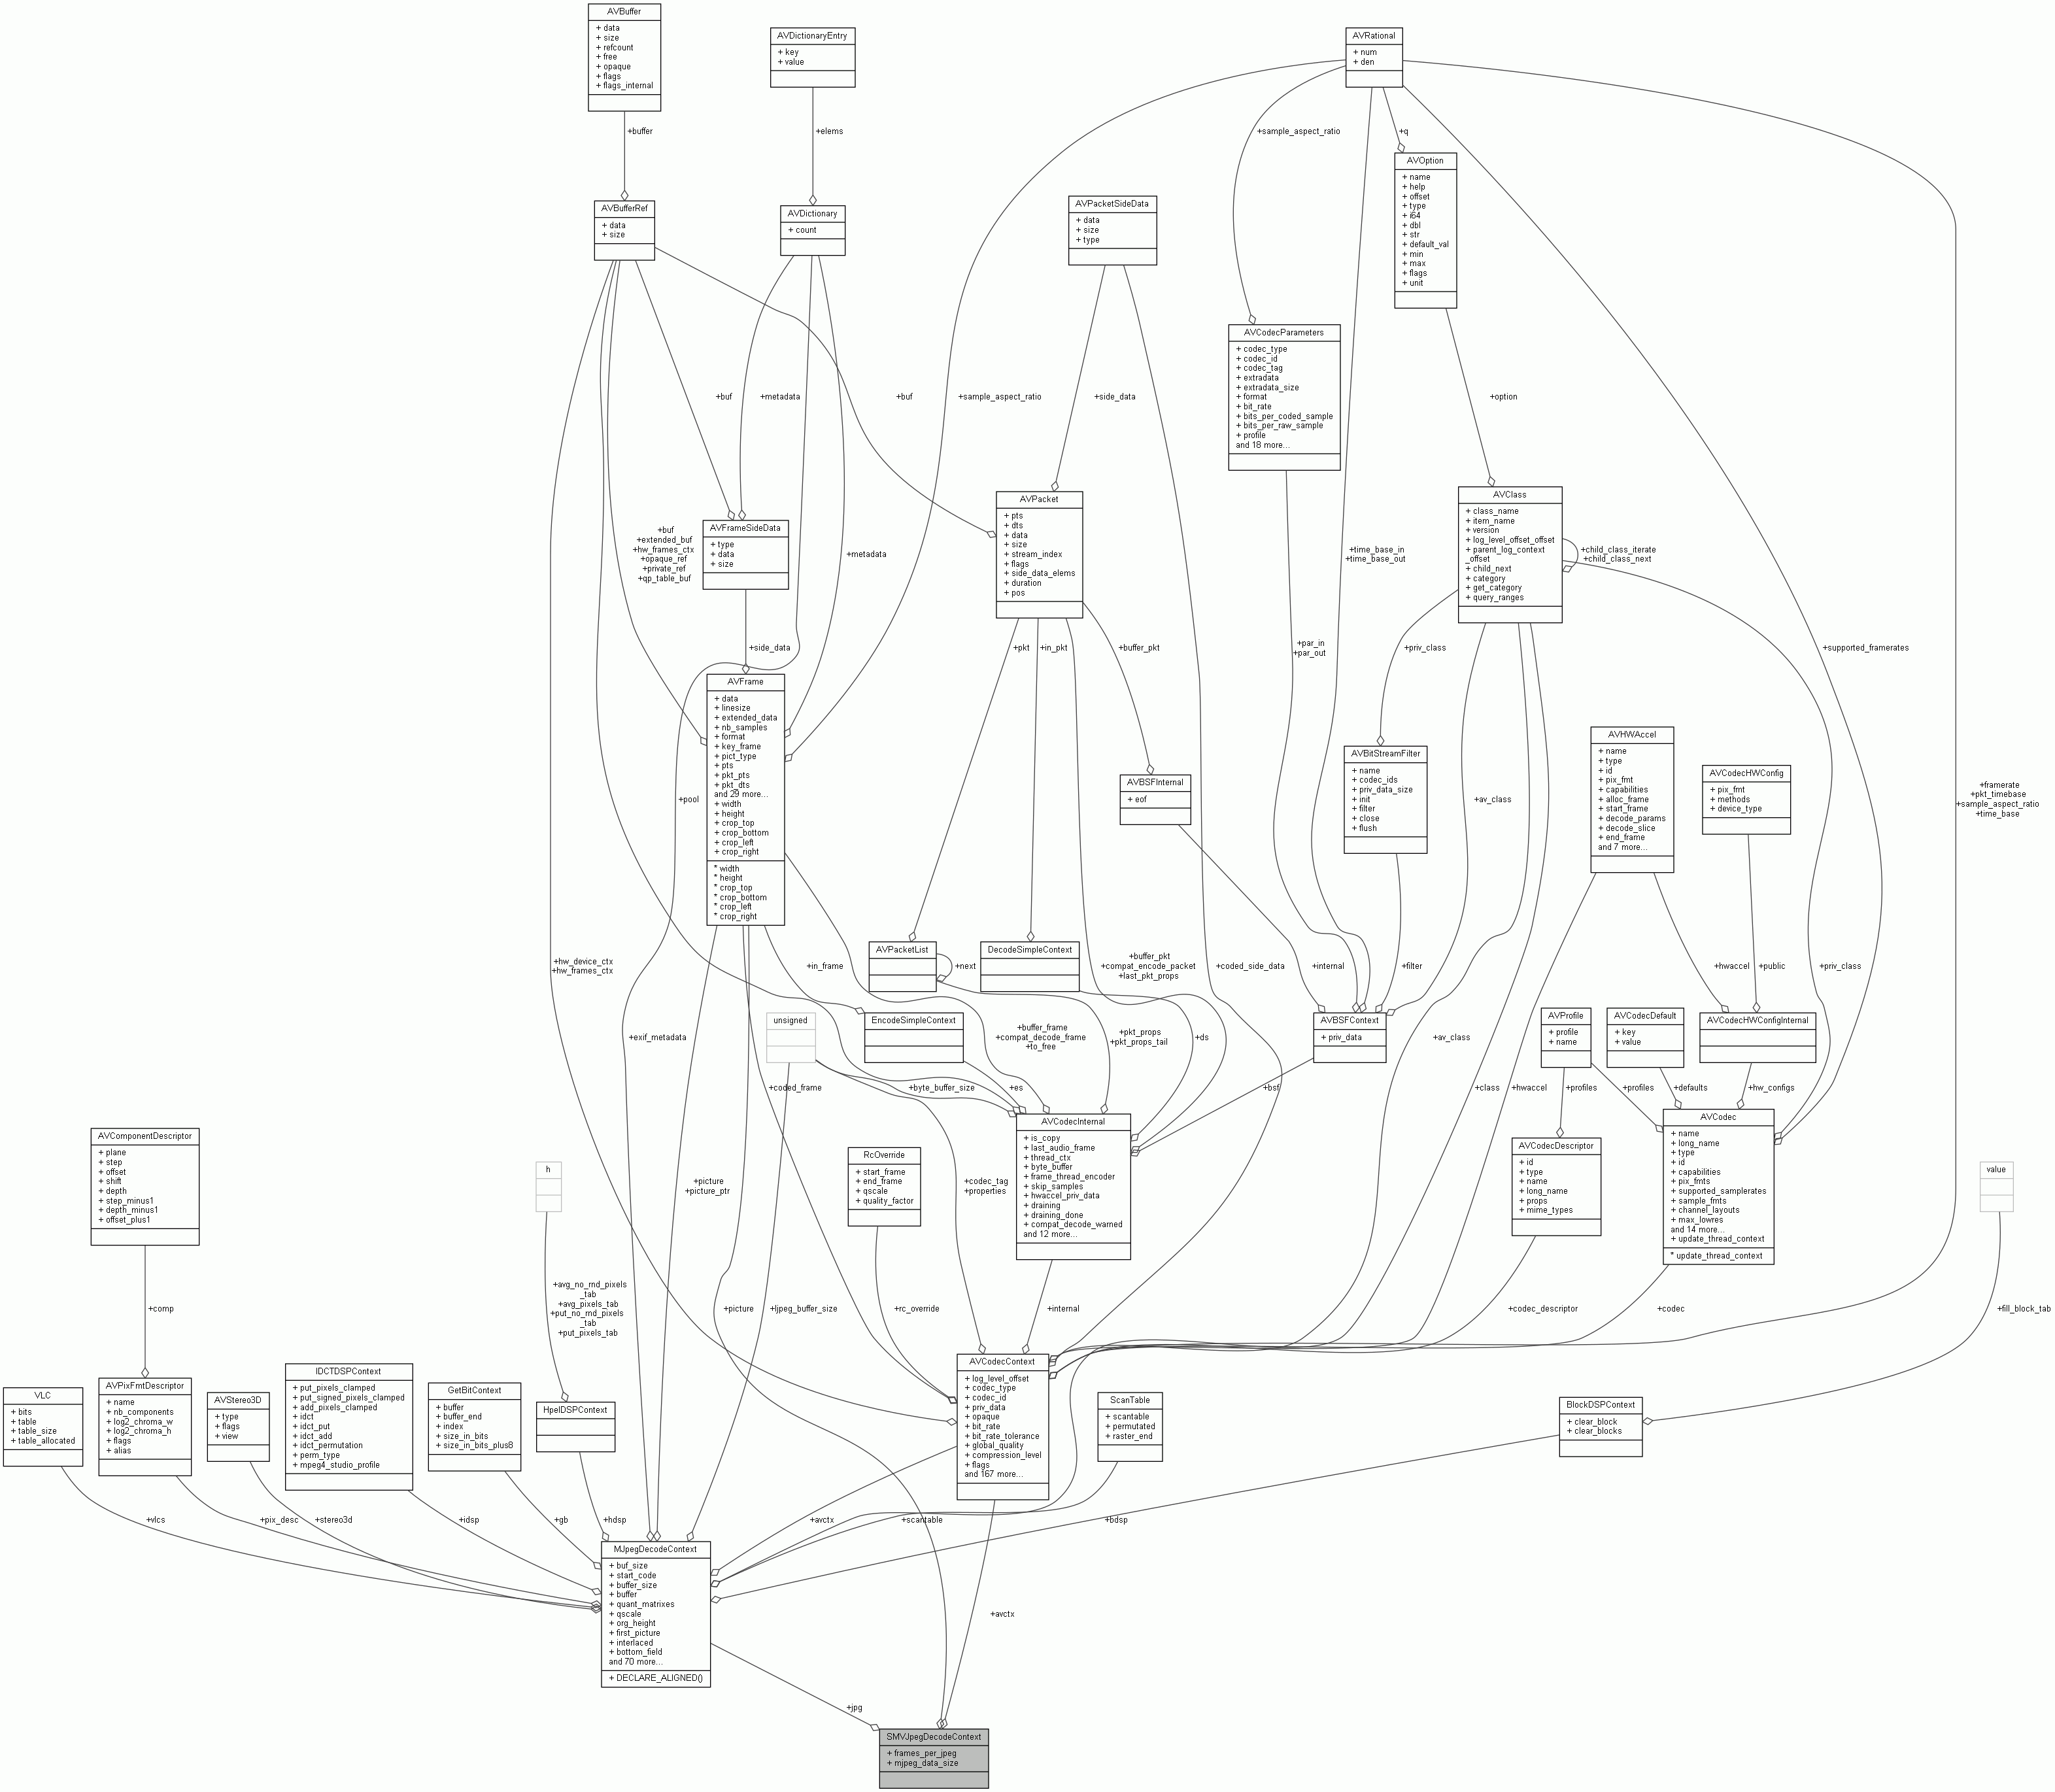 AVBuffer
+ data
+ size
+ refcount
+ free
+ opaque
+ flags
+ flags_internal
AVDictionaryEntry
+ key
+ value
AVRational
+ num
+ den
+buffer
+elems
+sample_aspect_ratio
+q
AVOption
+ name
+ help
+ offset
+ type
+ i64
+ dbl
+ str
+ default_val
+ min
+ max
+ flags
+ unit
AVBufferRef
+ data
+ size
AVDictionary
+ count
AVPacketSideData
+ data
+ size
+ type
AVCodecParameters
+ codec_type
+ codec_id
+ codec_tag
+ extradata
+ extradata_size
+ format
+ bit_rate
+ bits_per_coded_sample
+ bits_per_raw_sample
+ profile
and 18 more...
+buf
+metadata
+buf
+sample_aspect_ratio
+side_data
+option
AVPacket
+ pts
+ dts
+ data
+ size
+ stream_index
+ flags
+ side_data_elems
+ duration
+ pos
AVClass
+ class_name
+ item_name
+ version
+ log_level_offset_offset
+ parent_log_context
_offset
+ child_next
+ category
+ get_category
+ query_ranges
+child_class_iterate
+child_class_next
+buf
+extended_buf
+hw_frames_ctx
+opaque_ref
+private_ref
+qp_table_buf
AVFrameSideData
+ type
+ data
+ size
+metadata
+time_base_in
+time_base_out
+side_data
+pkt
+in_pkt
+buffer_pkt
+par_in
+par_out
+priv_class
+supported_framerates
AVFrame
+ data
+ linesize
+ extended_data
+ nb_samples
+ format
+ key_frame
+ pict_type
+ pts
+ pkt_pts
+ pkt_dts
and 29 more...
+ width
+ height
+ crop_top
+ crop_bottom
+ crop_left
+ crop_right
* width
* height
* crop_top
* crop_bottom
* crop_left
* crop_right
+pool
AVBSFInternal
+ eof
AVBitStreamFilter
+ name
+ codec_ids
+ priv_data_size
+ init
+ filter
+ close
+ flush
+av_class
AVHWAccel
+ name
+ type
+ id
+ pix_fmt
+ capabilities
+ alloc_frame
+ start_frame
+ decode_params
+ decode_slice
+ end_frame
and 7 more...
AVCodecHWConfig
+ pix_fmt
+ methods
+ device_type
+framerate
+pkt_timebase
+sample_aspect_ratio
+time_base
+hw_device_ctx
+hw_frames_ctx
+in_frame
AVPacketList
+next
DecodeSimpleContext
+buffer_pkt
+compat_encode_packet
+last_pkt_props
+coded_side_data
+internal
+filter
+hwaccel
+public
+priv_class
+exif_metadata
unsigned
EncodeSimpleContext
+buffer_frame
+compat_decode_frame
+to_free
+pkt_props
+pkt_props_tail
+ds
AVBSFContext
+ priv_data
+av_class
AVProfile
+ profile
+ name
AVCodecDefault
+ key
+ value
AVCodecHWConfigInternal
+coded_frame
+byte_buffer_size
+es
+bsf
+class
+hwaccel
+profiles
+profiles
+defaults
+hw_configs
AVComponentDescriptor
+ plane
+ step
+ offset
+ shift
+ depth
+ step_minus1
+ depth_minus1
+ offset_plus1
h
+picture
+picture_ptr
RcOverride
+ start_frame
+ end_frame
+ qscale
+ quality_factor
+codec_tag
+properties
AVCodecInternal
+ is_copy
+ last_audio_frame
+ thread_ctx
+ byte_buffer
+ frame_thread_encoder
+ skip_samples
+ hwaccel_priv_data
+ draining
+ draining_done
+ compat_decode_warned
and 12 more...
AVCodecDescriptor
+ id
+ type
+ name
+ long_name
+ props
+ mime_types
AVCodec
+ name
+ long_name
+ type
+ id
+ capabilities
+ pix_fmts
+ supported_samplerates
+ sample_fmts
+ channel_layouts
+ max_lowres
and 14 more...
+ update_thread_context
* update_thread_context
value
+comp
+avg_no_rnd_pixels
_tab
+avg_pixels_tab
+put_no_rnd_pixels
_tab
+put_pixels_tab
+picture
+ljpeg_buffer_size
+rc_override
+internal
+codec_descriptor
+codec
+fill_block_tab
VLC
+ bits
+ table
+ table_size
+ table_allocated
AVPixFmtDescriptor
+ name
+ nb_components
+ log2_chroma_w
+ log2_chroma_h
+ flags
+ alias
AVStereo3D
+ type
+ flags
+ view
IDCTDSPContext
+ put_pixels_clamped
+ put_signed_pixels_clamped
+ add_pixels_clamped
+ idct
+ idct_put
+ idct_add
+ idct_permutation
+ perm_type
+ mpeg4_studio_profile
GetBitContext
+ buffer
+ buffer_end
+ index
+ size_in_bits
+ size_in_bits_plus8
HpelDSPContext
AVCodecContext
+ log_level_offset
+ codec_type
+ codec_id
+ priv_data
+ opaque
+ bit_rate
+ bit_rate_tolerance
+ global_quality
+ compression_level
+ flags
and 167 more...
ScanTable
+ scantable
+ permutated
+ raster_end
BlockDSPContext
+ clear_block
+ clear_blocks
+vlcs
+pix_desc
+stereo3d
+idsp
+gb
+hdsp
+avctx
+scantable
+bdsp
MJpegDecodeContext
+ buf_size
+ start_code
+ buffer_size
+ buffer
+ quant_matrixes
+ qscale
+ org_height
+ first_picture
+ interlaced
+ bottom_field
and 70 more...
+ DECLARE_ALIGNED()
+avctx
+jpg
SMVJpegDecodeContext
+ frames_per_jpeg
+ mjpeg_data_size